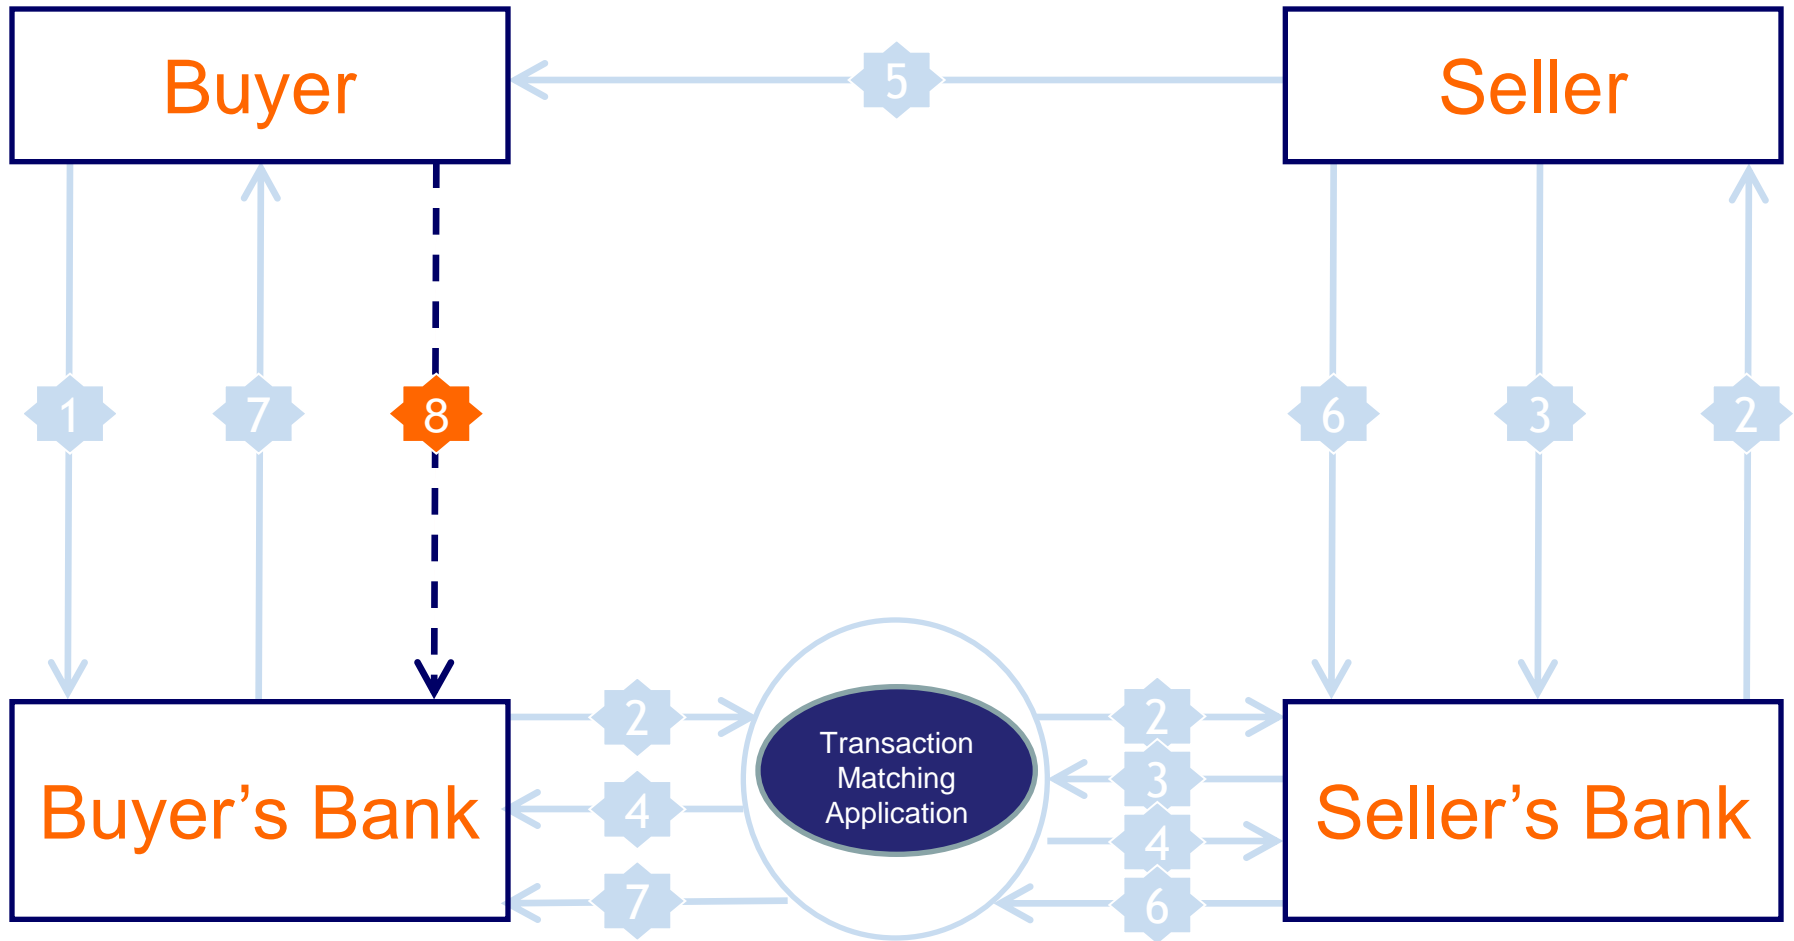 Buyer
5
Seller
1
7
8
6
3
2
2
4
7
Transaction
Matching
Application
2
3
4
6
Buyer’s Bank
Seller’s Bank